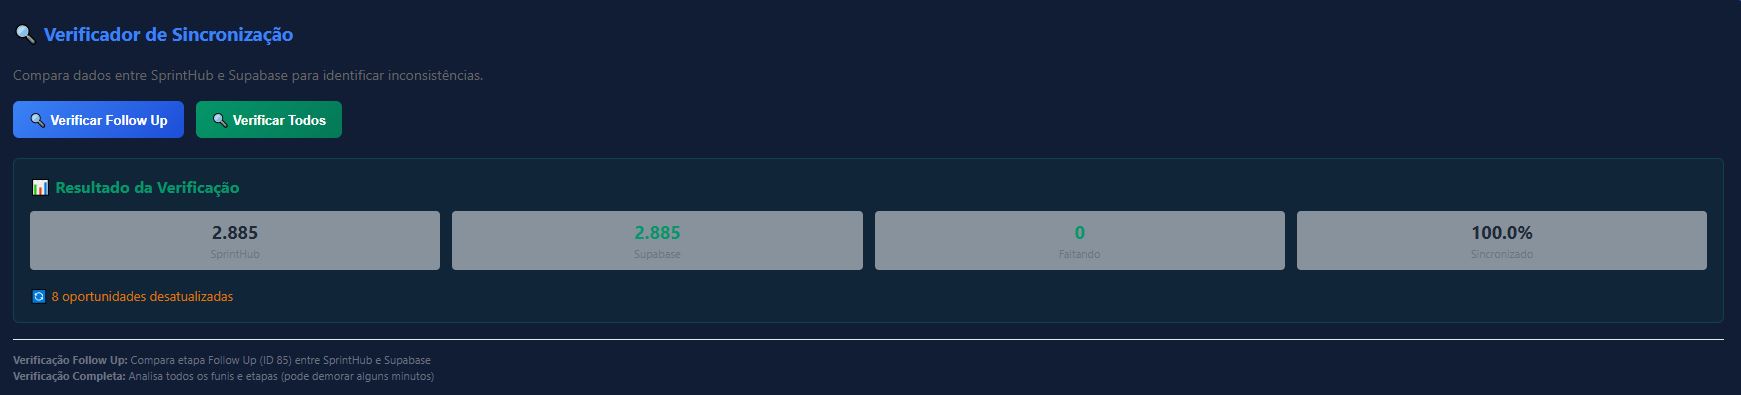 Verificador de Sincronização
Compara dados entre SprintHub e Supabase para identificar inconsistências.
Verificar Follow Up
Verificar Todos
Resultado da Verificação
2.885
SprintHub
2.885
Supabase
0
Faltando
100.0%
Sincronizado
8 oportunidades desatualizadas
Verificação Follow Up: Compara etapa Follow Up (ID 85) entre SprintHub e Supabase
Verificação Completa: Analisa todos os funis e etapas (pode demorar alguns minutos)